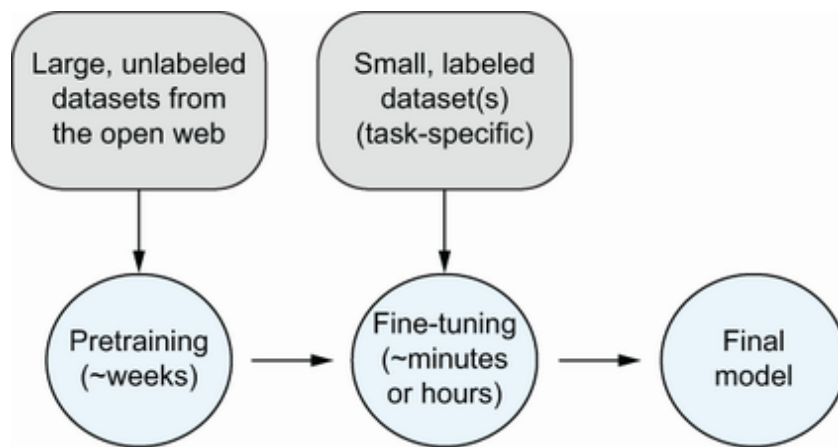 Large, unlabeled
datasets from
the open web
Small, labeled
dataset(s)
(task-specific)
Pretraining
(~weeks)
Fine-tuning
(~minutes
or hours)
Final
model